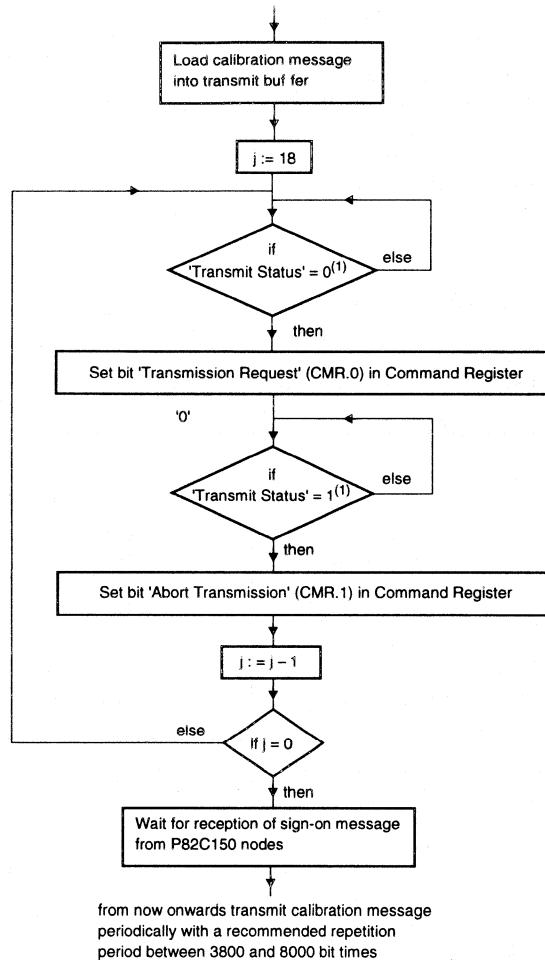 Load calibration message
into transmit buf fer
j := 18
if
'Transmit Status' = 0(1)
else
then
Set bit 'Transmission Request' (CMR.0) in Command Register
'0'
if
'Transmit Status' = 1(1)
else
then
Set bit 'Abort Transmission' (CMR.1) in Command Register
j : = j – 1
else
If j = 0
then
Wait for reception of sign-on message
from P82C150 nodes
from now onwards transmit calibration message
periodically with a recommended repetition
period between 3800 and 8000 bit times